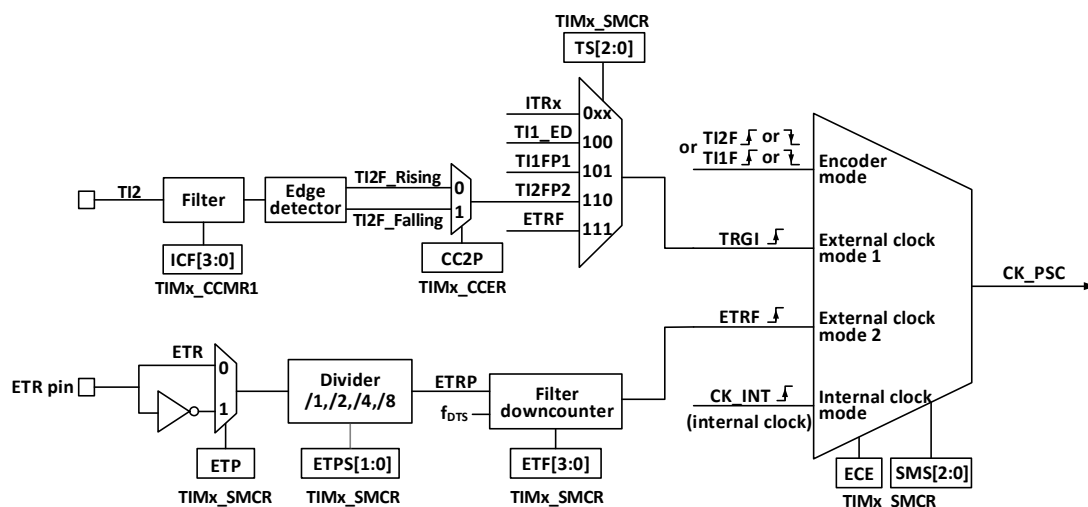 TIMx_SMCR
TS[2:0]
ITRx
0xx
TI1_ED
100
TI1FP1
101
TI2FP2
110
ETRF
111
TI2
Filter
Edge
detector
TI2F_Rising
TI2F_Falling
0
1
ICF[3:0]
TIMx_CCMR1
CC2P
TIMx_CCER
or TI2F or
TI1F or
Encoder
mode
TRGI
External clock
mode 1
CK_PSC
ETRF
External clock
mode 2
CK_INT
(internal clock)
Internal clock
mode
ETR pin
ETR
0
1
Divider
/1,/2,/4,/8
ETRP
fDTS
Filter
downcounter
ETP
TIMx_SMCR
ETPS[1:0]
TIMx_SMCR
ETF[3:0]
TIMx_SMCR
ECE
SMS[2:0]
TIMx_SMCR